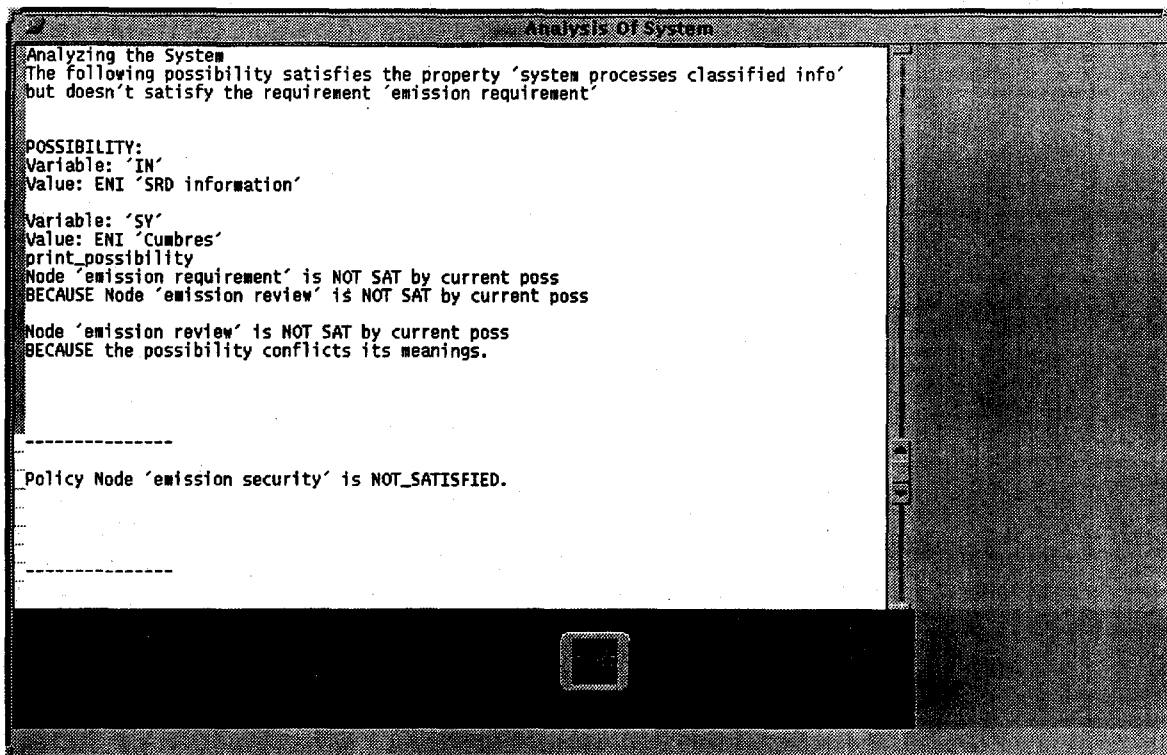 Analysis Of System
Analyzing the System
The following possibility satisfies the property ´system processes classified info´
but doesn't satisfy the requirement ´emission requirement´
POSSIBILITY:
Variable: ´IN´
Value: ENI ´SRD information´
Variable: ´SY´
Value: ENI ´Cumbres´
print_possibility
Node ´emission requirement´ is NOT SAT by current poss
BECAUSE Node ´emission review´ is NOT SAT by current poss
Node ´emission review´ is NOT SAT by current poss
BECAUSE the possibility conflicts its meanings.
---------------
Policy Node ´emission security´ is NOT_SATISFIED.
---------------